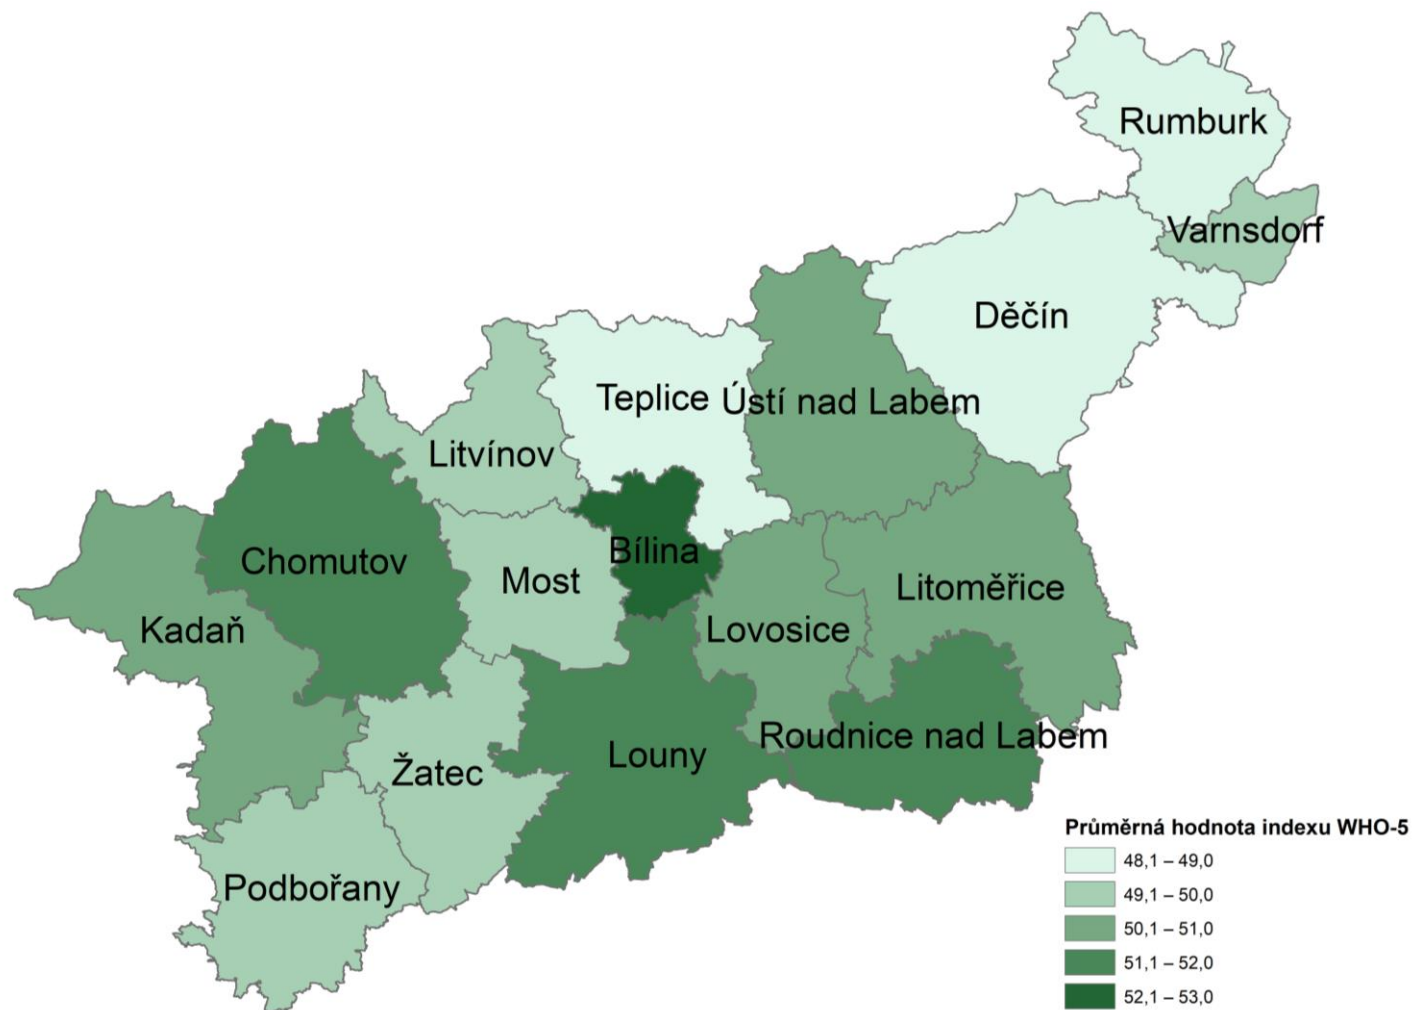 Rumburk
Varnsdorf
Děčín
Teplice
Ústí nad Labem
Litvínov
Bílina
Chomutov
Most
Litoměřice
Kadaň
Lovosice
Roudnice nad Labem
Louny
Žatec
Podbořany
Průměrná hodnota indexu WHO-5
48,1 – 49,0
49,1 – 50,0
50,1 – 51,0
51,1 – 52,0
52,1 – 53,0